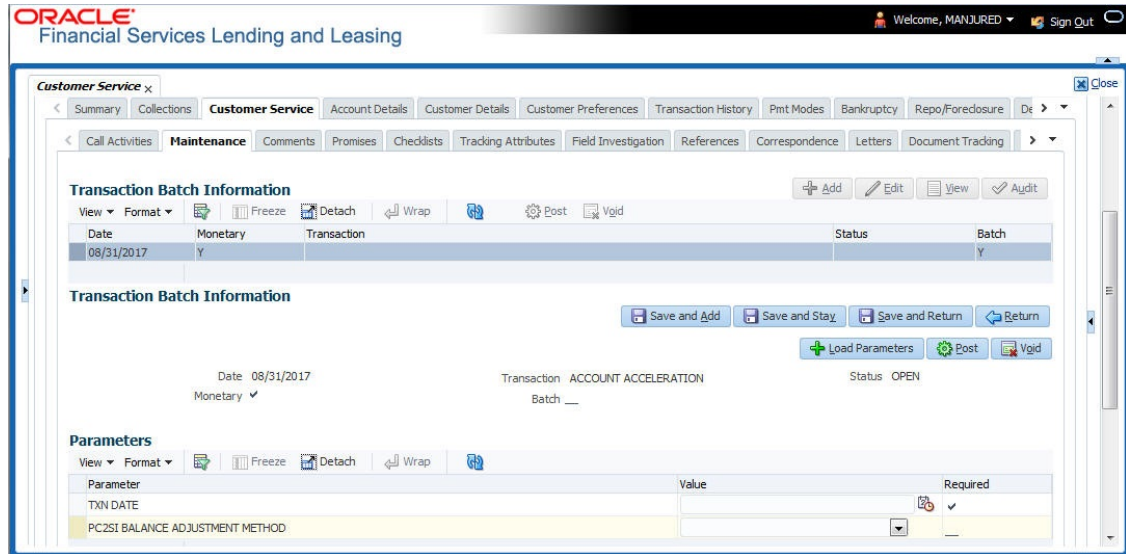 ORACLE
Financial Services Lending and Leasing
Welcome, MANJURED
Sign Out
Customer Service x
Close
Summary Collections Customer Service Account Details Customer Details Customer Preferences Transaction History Pmt Modes Bankruptcy Repo/Foreclosure De
Call Activities Maintenance Comments Promises Checklists Tracking Attributes Field Investigation References Correspondence Letters Document Tracking
Transaction Batch Information
Add Edit View Audit
View Format Freeze Detach Wrap Post Void
Date Monetary Transaction Status Batch
08/31/2017 Y Y
Transaction Batch Information
Save and Add Save and Stay Save and Return Return
Load Parameters Post Void
Date 08/31/2017 Transaction ACCOUNT ACCELERATION Status OPEN
Monetary Batch
Parameters
View Format Freeze Detach Wrap
Parameter Value Required
TXN DATE
PC2SI BALANCE ADJUSTMENT METHOD